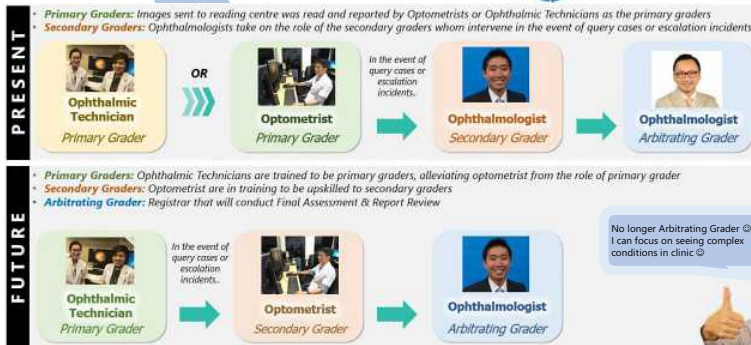 Primary Graders: Images sent to reading centre was read and reported by Optometrists or Ophthalmic Technicians as the primary graders
Secondary Graders: Ophthalmologists take on the role of the secondary graders whom intervene in the event of query cases or escalation incidents
PRESENT
Ophthalmic
Technician
Primary Grader
OR
Optometrist
Primary Grader
In the event of
query cases or
escalation
incidents..
Ophthalmologist
Secondary Grader
Ophthalmologist
Arbitrating Grader
FUTURE
Primary Graders: Ophthalmic Technicians are trained to be primary graders, alleviating optometrist from the role of primary grader
Secondary Graders: Optometrist are in training to be upskilled to secondary graders
Arbitrating Grader: Registrar that will conduct Final Assessment & Report Review
Ophthalmic
Technician
Primary Grader
In the event of
query cases or
escalation
incidents..
Optometrist
Secondary Grader
Ophthalmologist
Arbitrating Grader
No longer Arbitrating Grader ☺
I can focus on seeing complex
conditions in clinic ☺